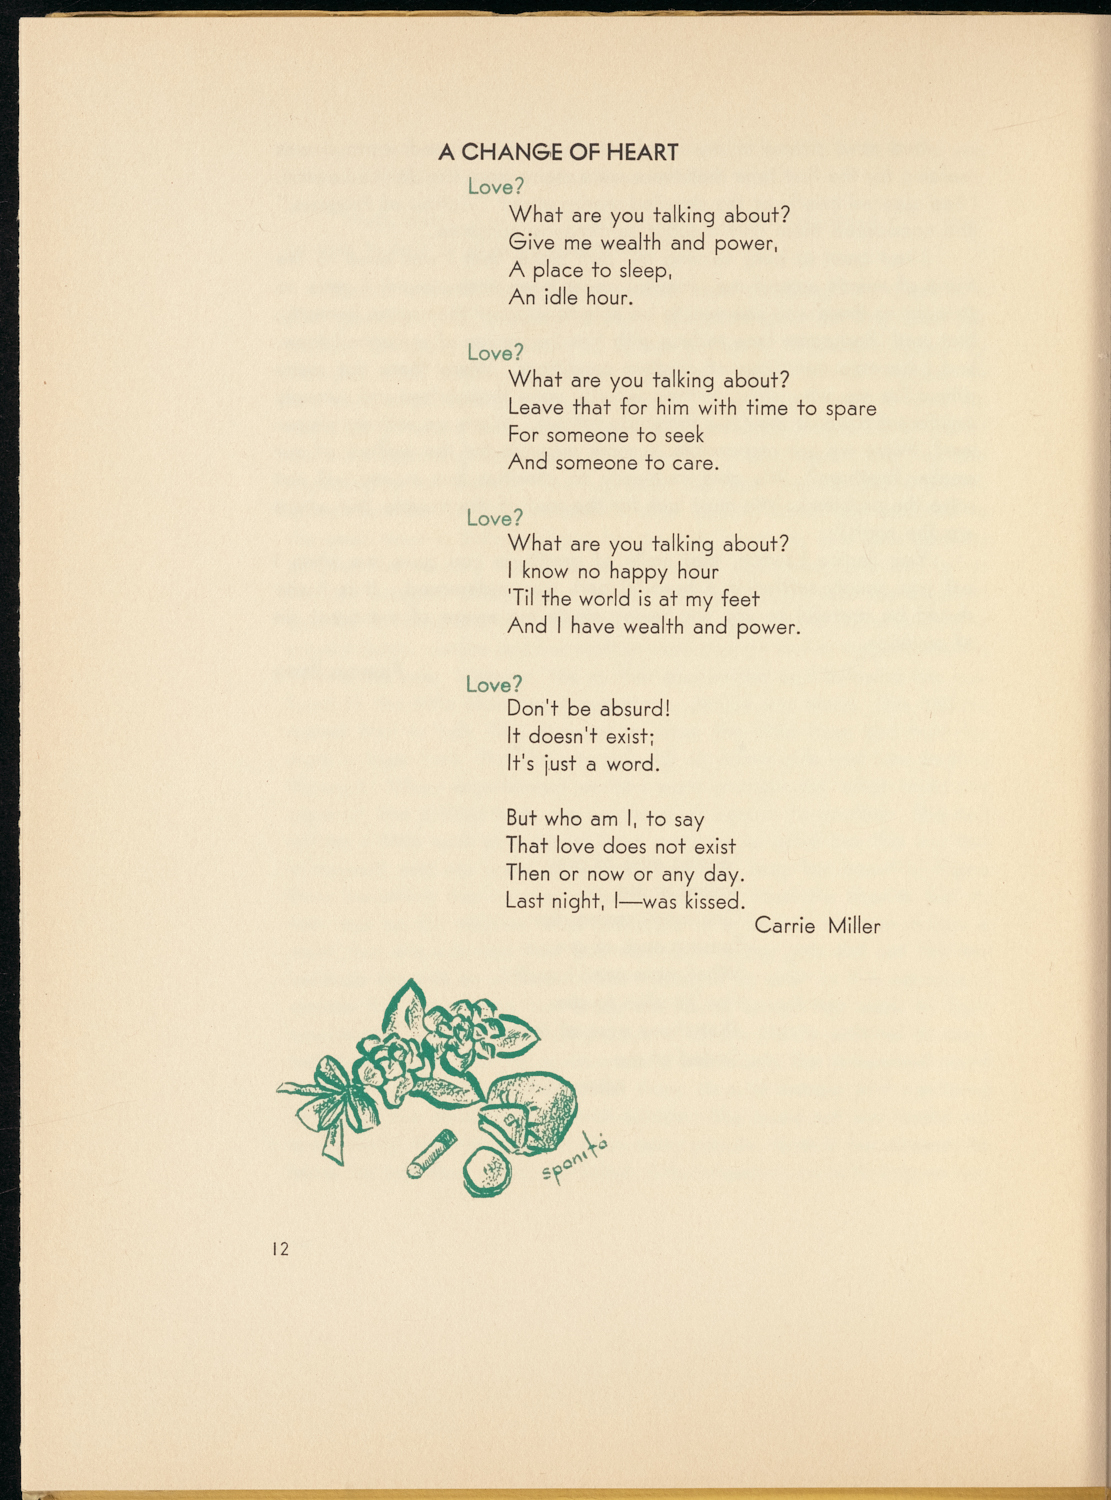 A CHANGE OF HEART
Love?
What are you talking about?
Give me wealth and power,
A place to sleep,
An idle hour.
Love?
What are you talking about?
Leave that for him with time to spare
For someone to seek
And someone to care.
Love?
What are you talking about?
I know no happy hour
'Til the world is at my feet
And I have wealth and power.
Love?
Don't be absurd!
It doesn't exist;
It's just a word.
But who am I, to say
That love does not exist
Then or now or any day.
Last night, I—was kissed.
Carrie Miller
12